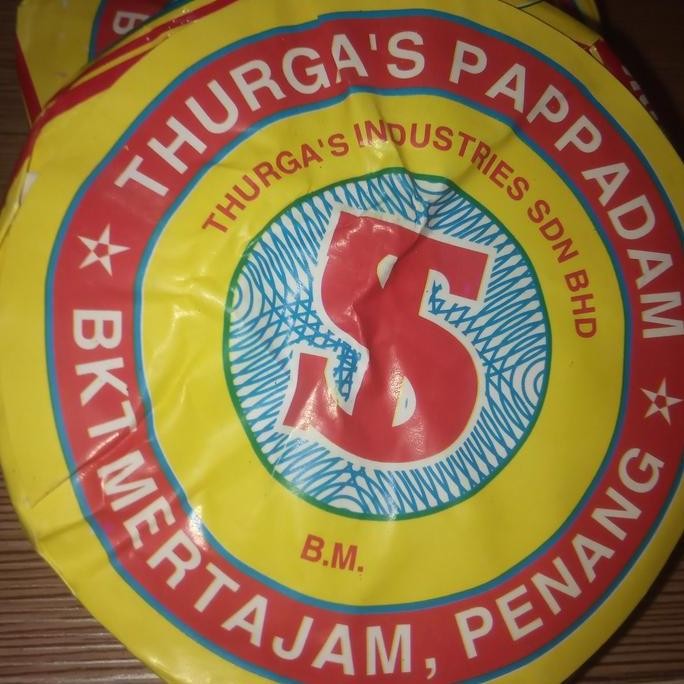 THURGA'S PAPPADAM
THURGA'S INDUSTRIES SDN BHD
S
B.M.
BKT MERTAJAM, PENANG